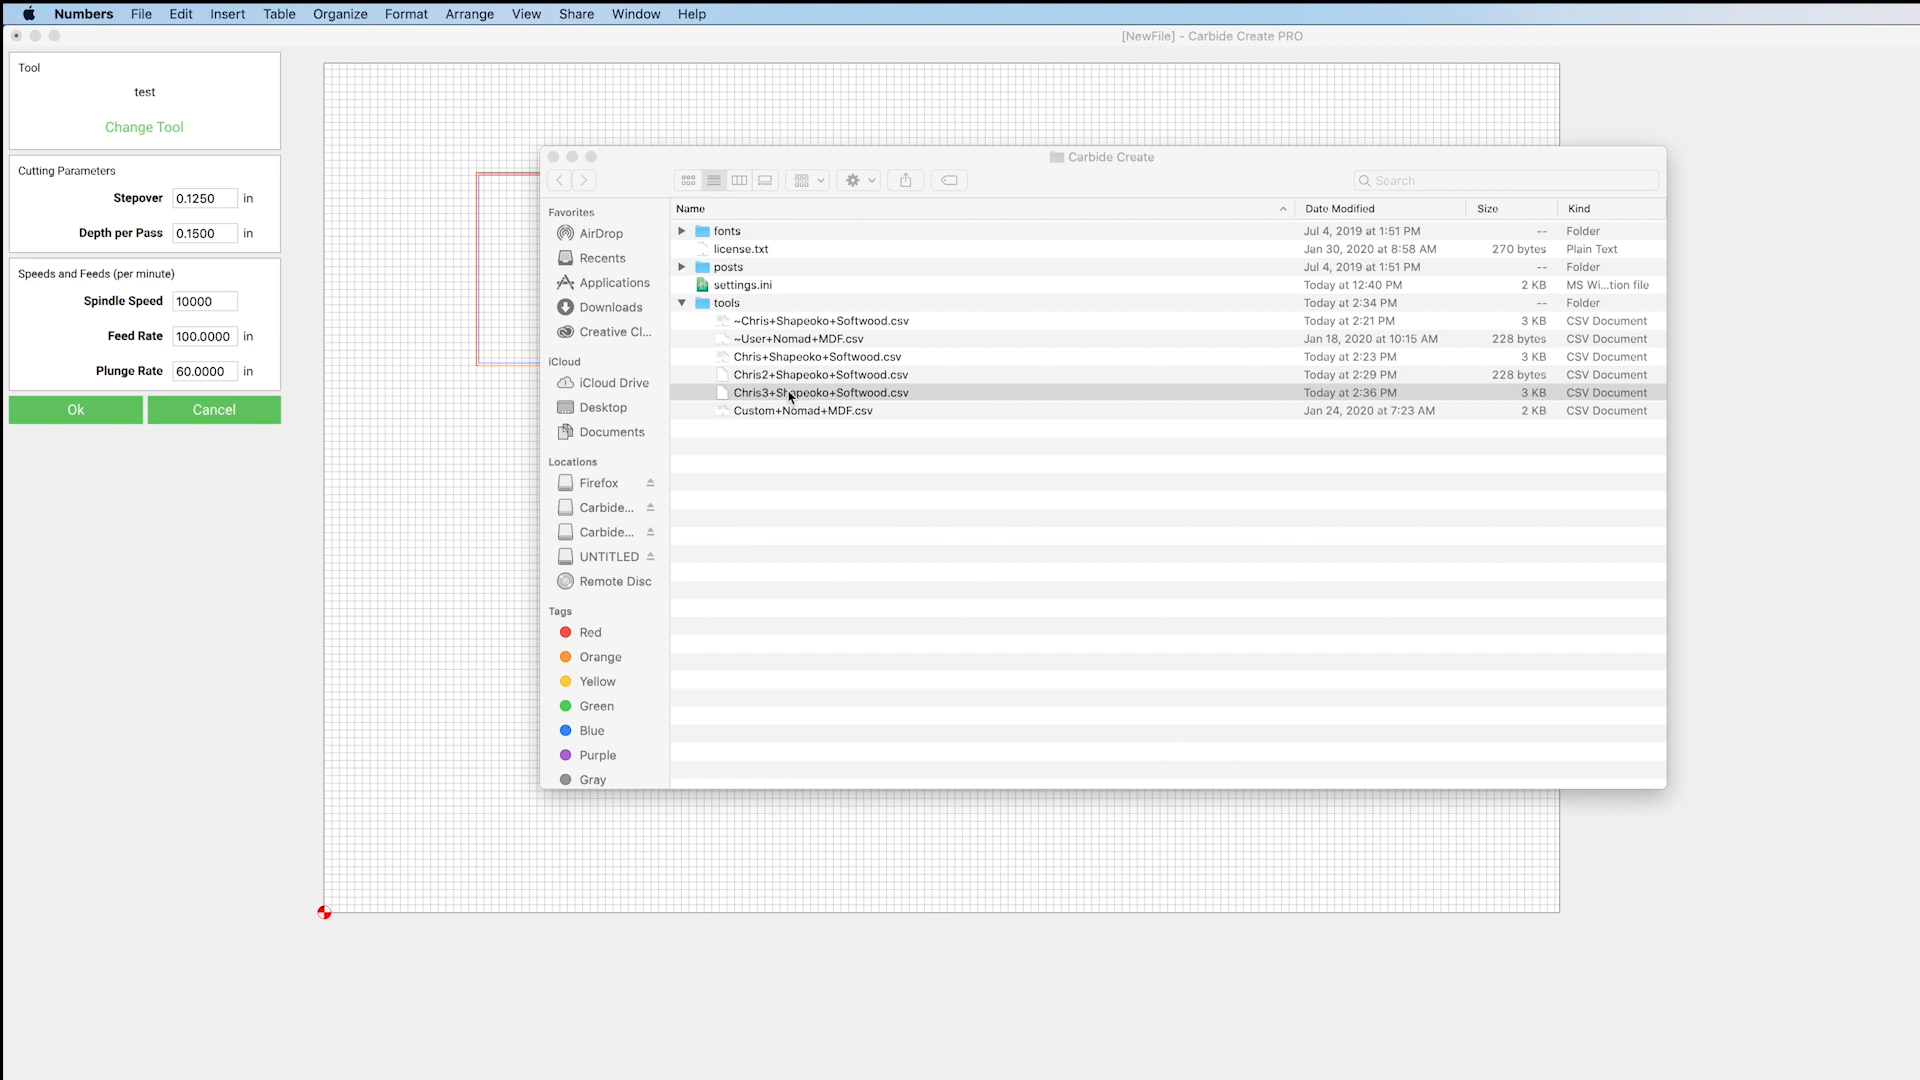 Numbers File Edit Insert Table Organize Format Arrange View Share Window Help
[NewFile] - Carbide Create PRO
Tool
test
Change Tool
Cutting Parameters
Stepover 0.1250 in
Depth per Pass 0.1500 in
Speeds and Feeds (per minute)
Spindle Speed 10000
Feed Rate 100.0000 in
Plunge Rate 60.0000 in
Ok Cancel
Carbide Create
Search
Favorites
AirDrop
Recents
Applications
Downloads
Creative Cl...
iCloud
iCloud Drive
Desktop
Documents
Locations
Firefox
Carbide...
Carbide...
UNTITLED
Remote Disc
Tags
Red
Orange
Yellow
Green
Blue
Purple
Gray
Name Date Modified Size Kind
fonts Jul 4, 2019 at 1:51 PM -- Folder
license.txt Jan 30, 2020 at 8:58 AM 270 bytes Plain Text
posts Jul 4, 2019 at 1:51 PM -- Folder
settings.ini Today at 12:40 PM 2 KB MS Wi...tion file
tools Today at 2:34 PM -- Folder
~Chris+Shapeoko+Softwood.csv Today at 2:21 PM 3 KB CSV Document
~User+Nomad+MDF.csv Jan 18, 2020 at 10:15 AM 228 bytes CSV Document
Chris+Shapeoko+Softwood.csv Today at 2:23 PM 3 KB CSV Document
Chris2+Shapeoko+Softwood.csv Today at 2:29 PM 228 bytes CSV Document
Chris3+Shapeoko+Softwood.csv Today at 2:36 PM 3 KB CSV Document
Custom+Nomad+MDF.csv Jan 24, 2020 at 7:23 AM 2 KB CSV Document